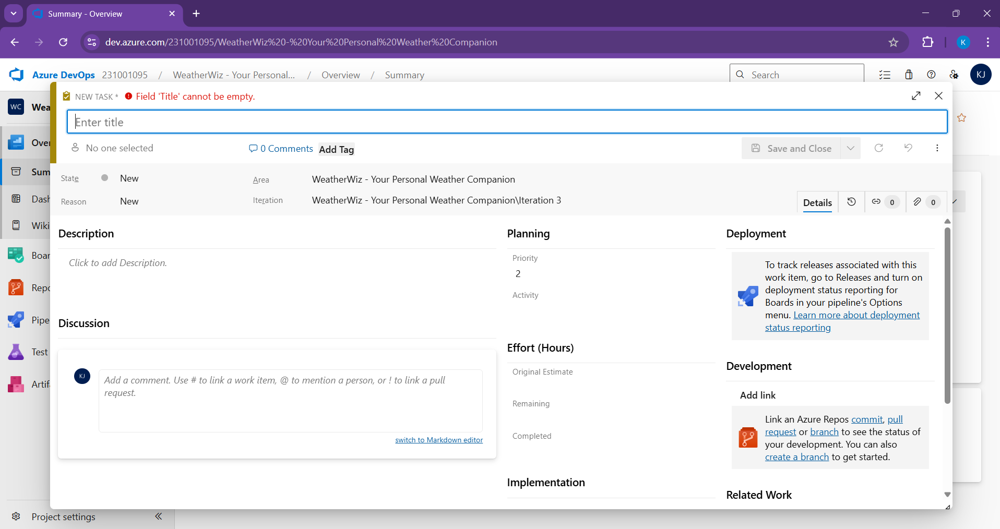 Summary - Overview
dev.azure.com/231001095/WeatherWiz%20-%20Your%20Personal%20Weather%20Companion
K
Azure DevOps 231001095 / WeatherWiz - Your Personal... / Overview / Summary
Search
KJ
NEW TASK * Field 'Title' cannot be empty.
WC Wea
Enter title
Over
No one selected
0 Comments Add Tag
Save and Close
Sum
State New
Area WeatherWiz - Your Personal Weather Companion
Reason New
Iteration WeatherWiz - Your Personal Weather Companion\Iteration 3
Details 0 0
Dash
Wiki
Boar
Repo
Pipe
Test
Artifa
Project settings
Description
Click to add Description.
Discussion
KJ
Add a comment. Use # to link a work item, @ to mention a person, or ! to link a pull
request.
switch to Markdown editor
Planning
Priority
2
Activity
Effort (Hours)
Original Estimate
Remaining
Completed
Implementation
Deployment
To track releases associated with this
work item, go to Releases and turn on
deployment status reporting for
Boards in your pipeline's Options
menu. Learn more about deployment
status reporting
Development
Add link
Link an Azure Repos commit, pull
request or branch to see the status of
your development. You can also
create a branch to get started.
Related Work